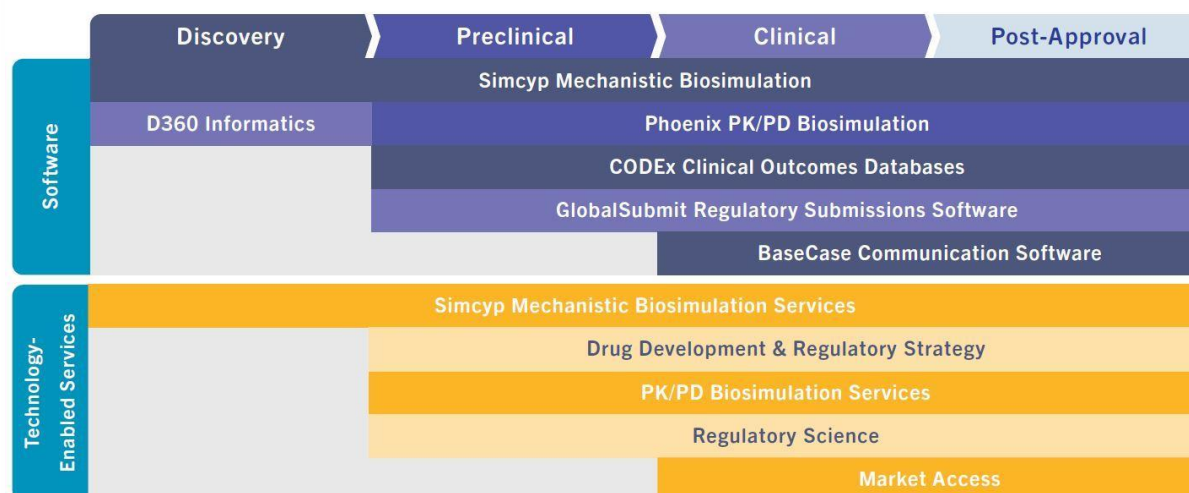 Discovery
Preclinical
Clinical
Post-Approval
Software
Simcyp Mechanistic Biosimulation
D360 Informatics
Phoenix PK/PD Biosimulation
CODEx Clinical Outcomes Databases
GlobalSubmit Regulatory Submissions Software
BaseCase Communication Software
Technology-
Enabled Services
Simcyp Mechanistic Biosimulation Services
Drug Development & Regulatory Strategy
PK/PD Biosimulation Services
Regulatory Science
Market Access